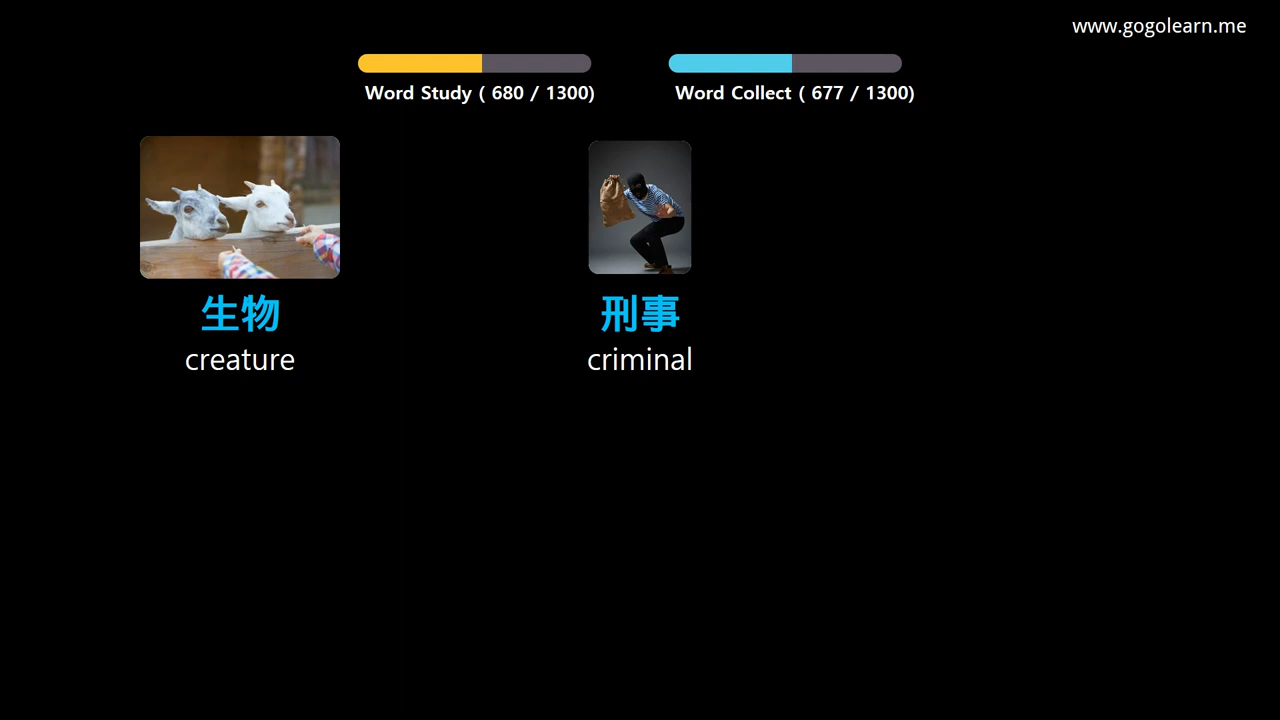 www.gogolearn.me
Word Study ( 680 / 1300)
Word Collect ( 677 / 1300)
生物
creature
刑事
criminal